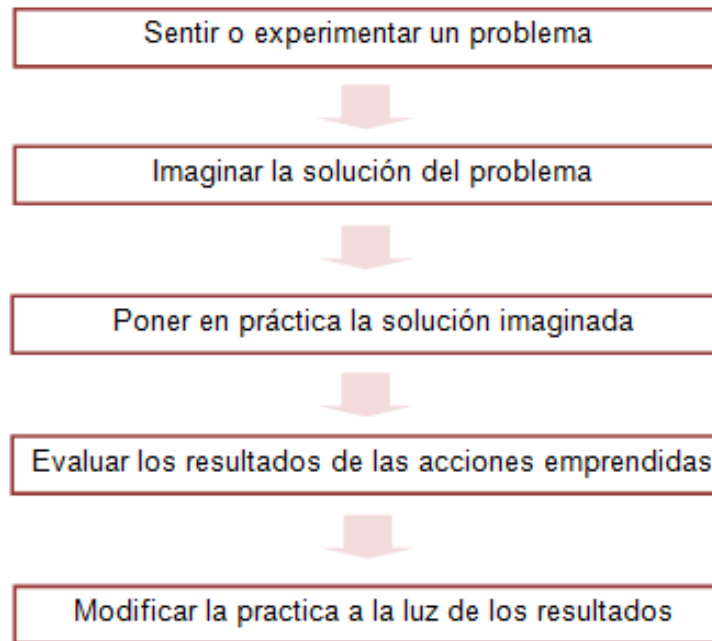 Sentir o experimentar un problema
Imaginar la solución del problema
Poner en práctica la solución imaginada
Evaluar los resultados de las acciones emprendidas
Modificar la practica a la luz de los resultados